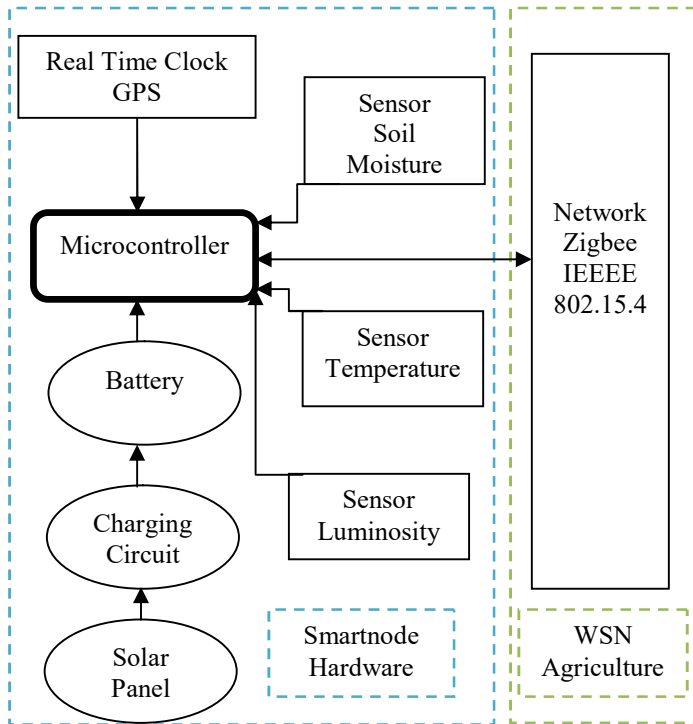 Real Time Clock
GPS
Sensor
Soil
Moisture
Microcontroller
Network
Zigbee
IEEEE
802.15.4
Sensor
Temperature
Battery
Sensor
Luminosity
Charging
Circuit
Solar
Panel
Smartnode
Hardware
WSN
Agriculture